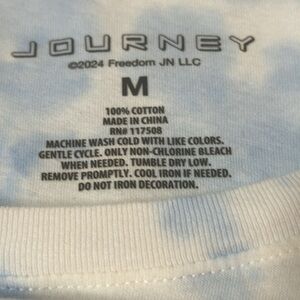 JOURNEY
©2024 Freedom JN LLC
M
100% COTTON
MADE IN CHINA
RN# 117508
MACHINE WASH COLD WITH LIKE COLORS.
GENTLE CYCLE. ONLY NON-CHLORINE BLEACH
WHEN NEEDED. TUMBLE DRY LOW.
REMOVE PROMPTLY. COOL IRON IF NEEDED.
DO NOT IRON DECORATION.